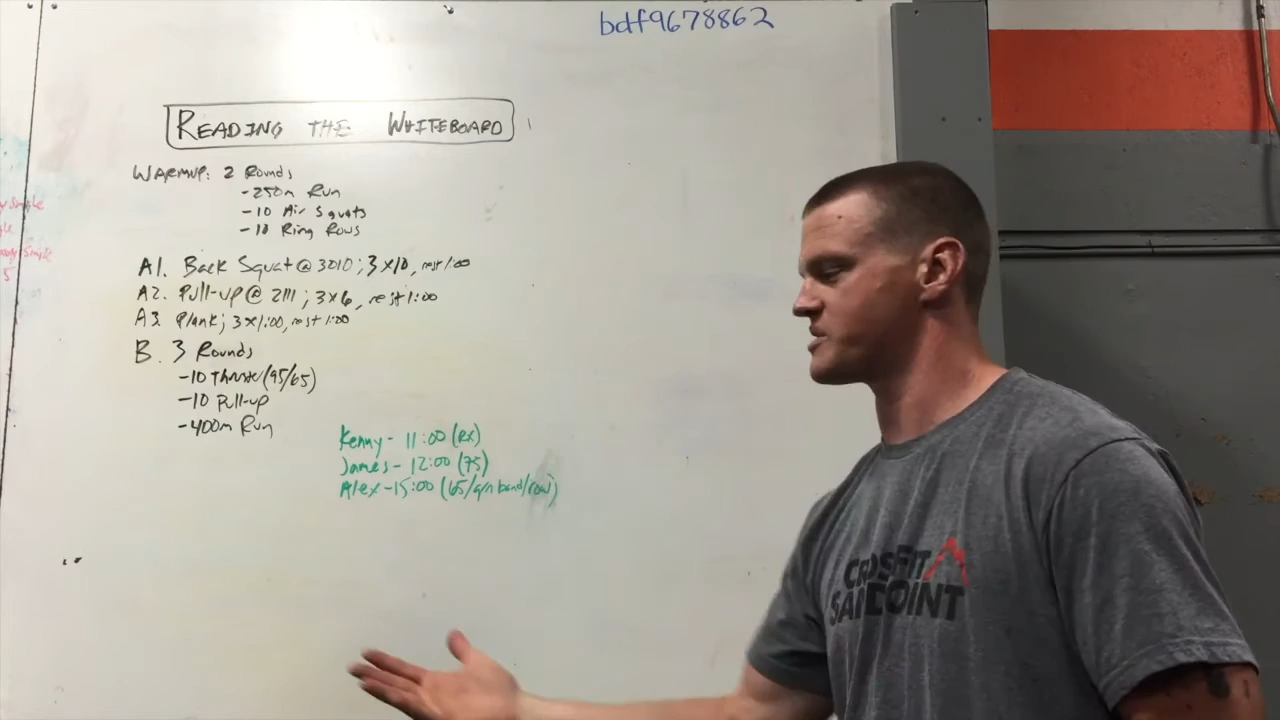 bdf9678862
READING THE WHITEBOARD
WARMUP: 2 Rounds
-250m Run
-10 Air Squats
-10 Ring Rows
A1. Back Squat @ 3010; 3x10, rest 1:00
A2. Pull-up @ 2111; 3x6, rest 1:00
A3. Plank; 3x1:00, rest 1:00
B. 3 Rounds
-10 Thruster (95/65)
-10 Pull-up
-400m Run
Kenny- 11:00 (RX)
James- 12:00 (75)
Alex-15:00 (65/grn band/row)
CROSSFIT
SANDPOINT